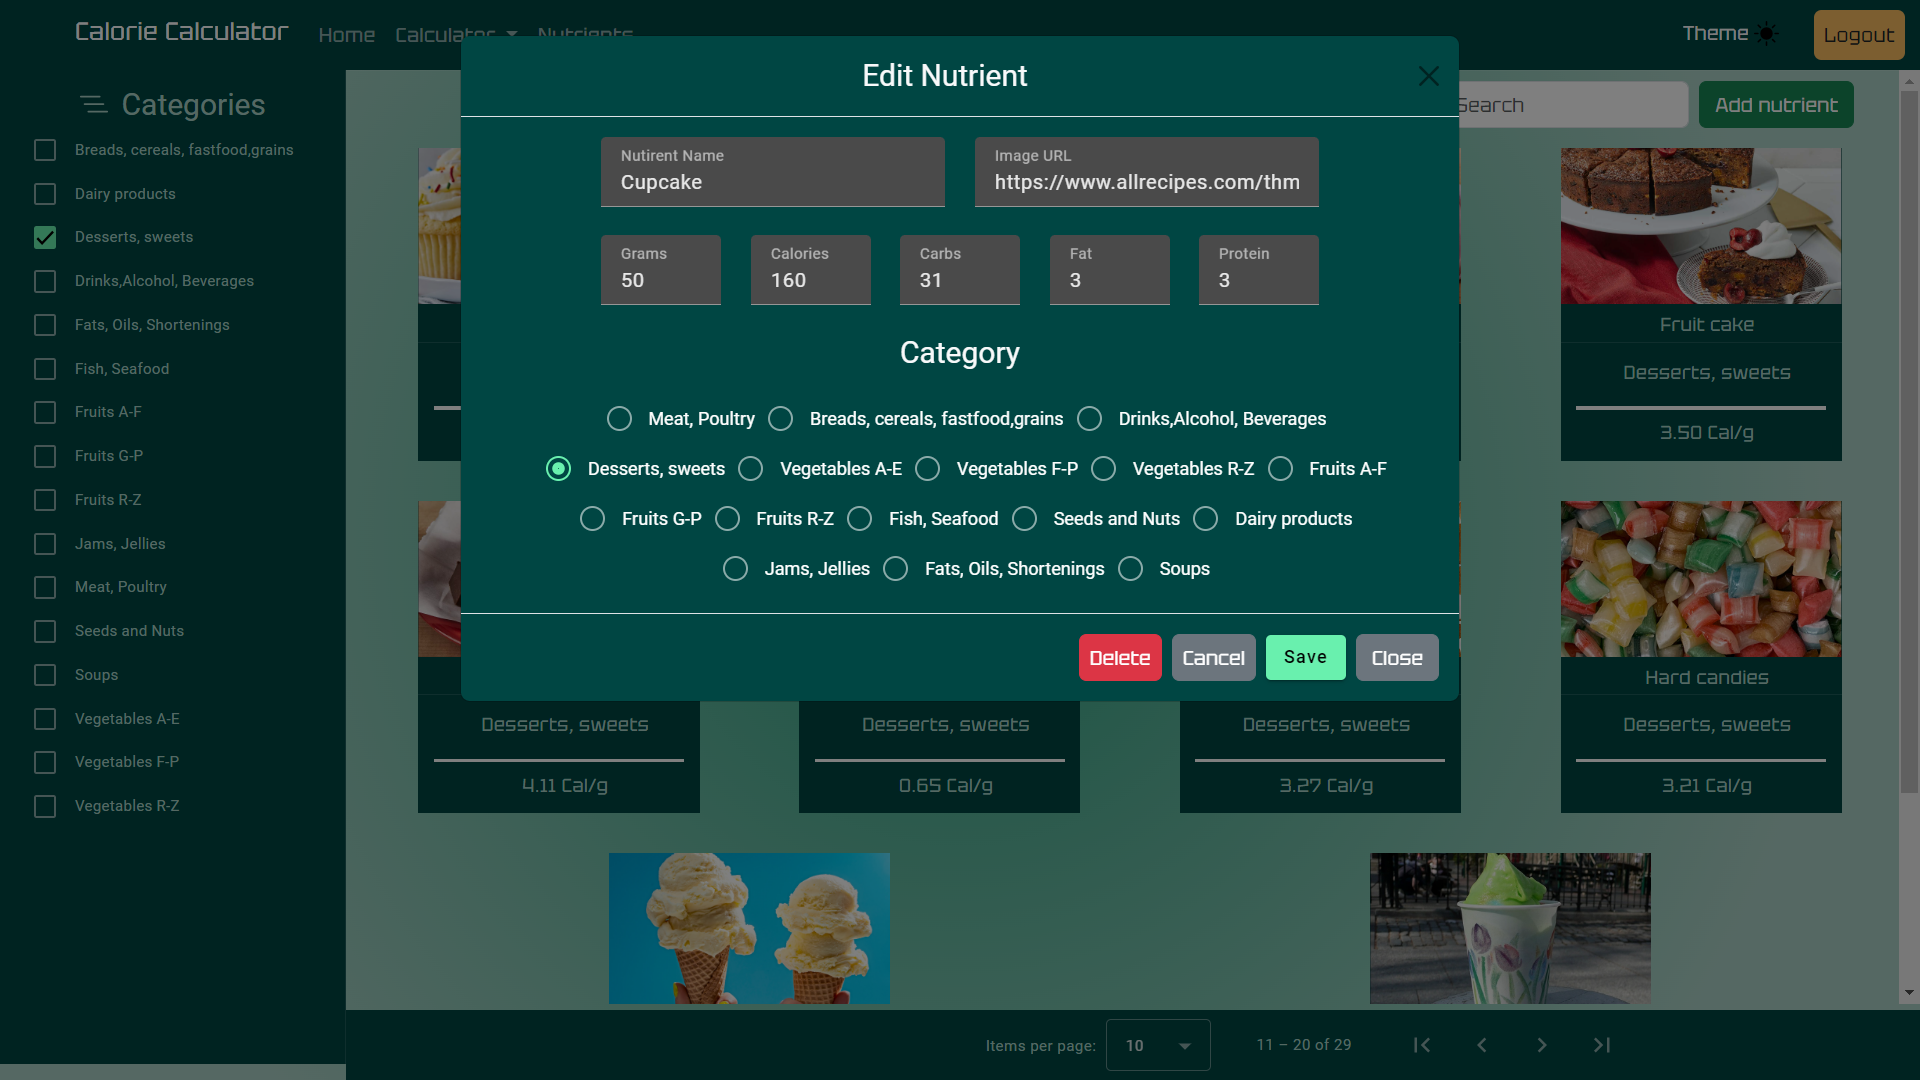 Calorie Calculator
Home
Calculator
Nutrients
Theme
Logout
Categories
Breads, cereals, fastfood,grains
Dairy products
Desserts, sweets
Drinks,Alcohol, Beverages
Fats, Oils, Shortenings
Fish, Seafood
Fruits A-F
Fruits G-P
Fruits R-Z
Jams, Jellies
Meat, Poultry
Seeds and Nuts
Soups
Vegetables A-E
Vegetables F-P
Vegetables R-Z
Search
Add nutrient
Edit Nutrient
Nutirent Name
Cupcake
Image URL
https://www.allrecipes.com/thm
Grams
50
Calories
160
Carbs
31
Fat
3
Protein
3
Category
Meat, Poultry
Breads, cereals, fastfood,grains
Drinks,Alcohol, Beverages
Desserts, sweets
Vegetables A-E
Vegetables F-P
Vegetables R-Z
Fruits A-F
Fruits G-P
Fruits R-Z
Fish, Seafood
Seeds and Nuts
Dairy products
Jams, Jellies
Fats, Oils, Shortenings
Soups
Delete
Cancel
Save
Close
Fruit cake
Desserts, sweets
3.50 Cal/g
Hard candies
Desserts, sweets
4.11 Cal/g
Desserts, sweets
0.65 Cal/g
Desserts, sweets
3.27 Cal/g
Desserts, sweets
3.21 Cal/g
Items per page:
10
11 – 20 of 29